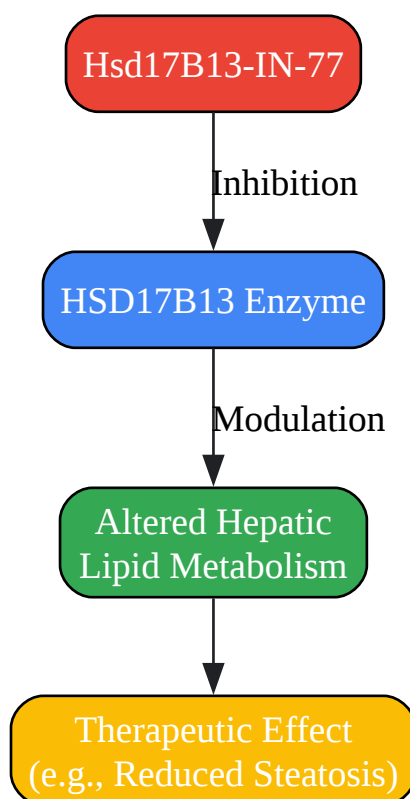 Hsd17B13-IN-77
Inhibition
HSD17B13 Enzyme
Modulation
Altered Hepatic
Lipid Metabolism
Therapeutic Effect
(e.g., Reduced Steatosis)